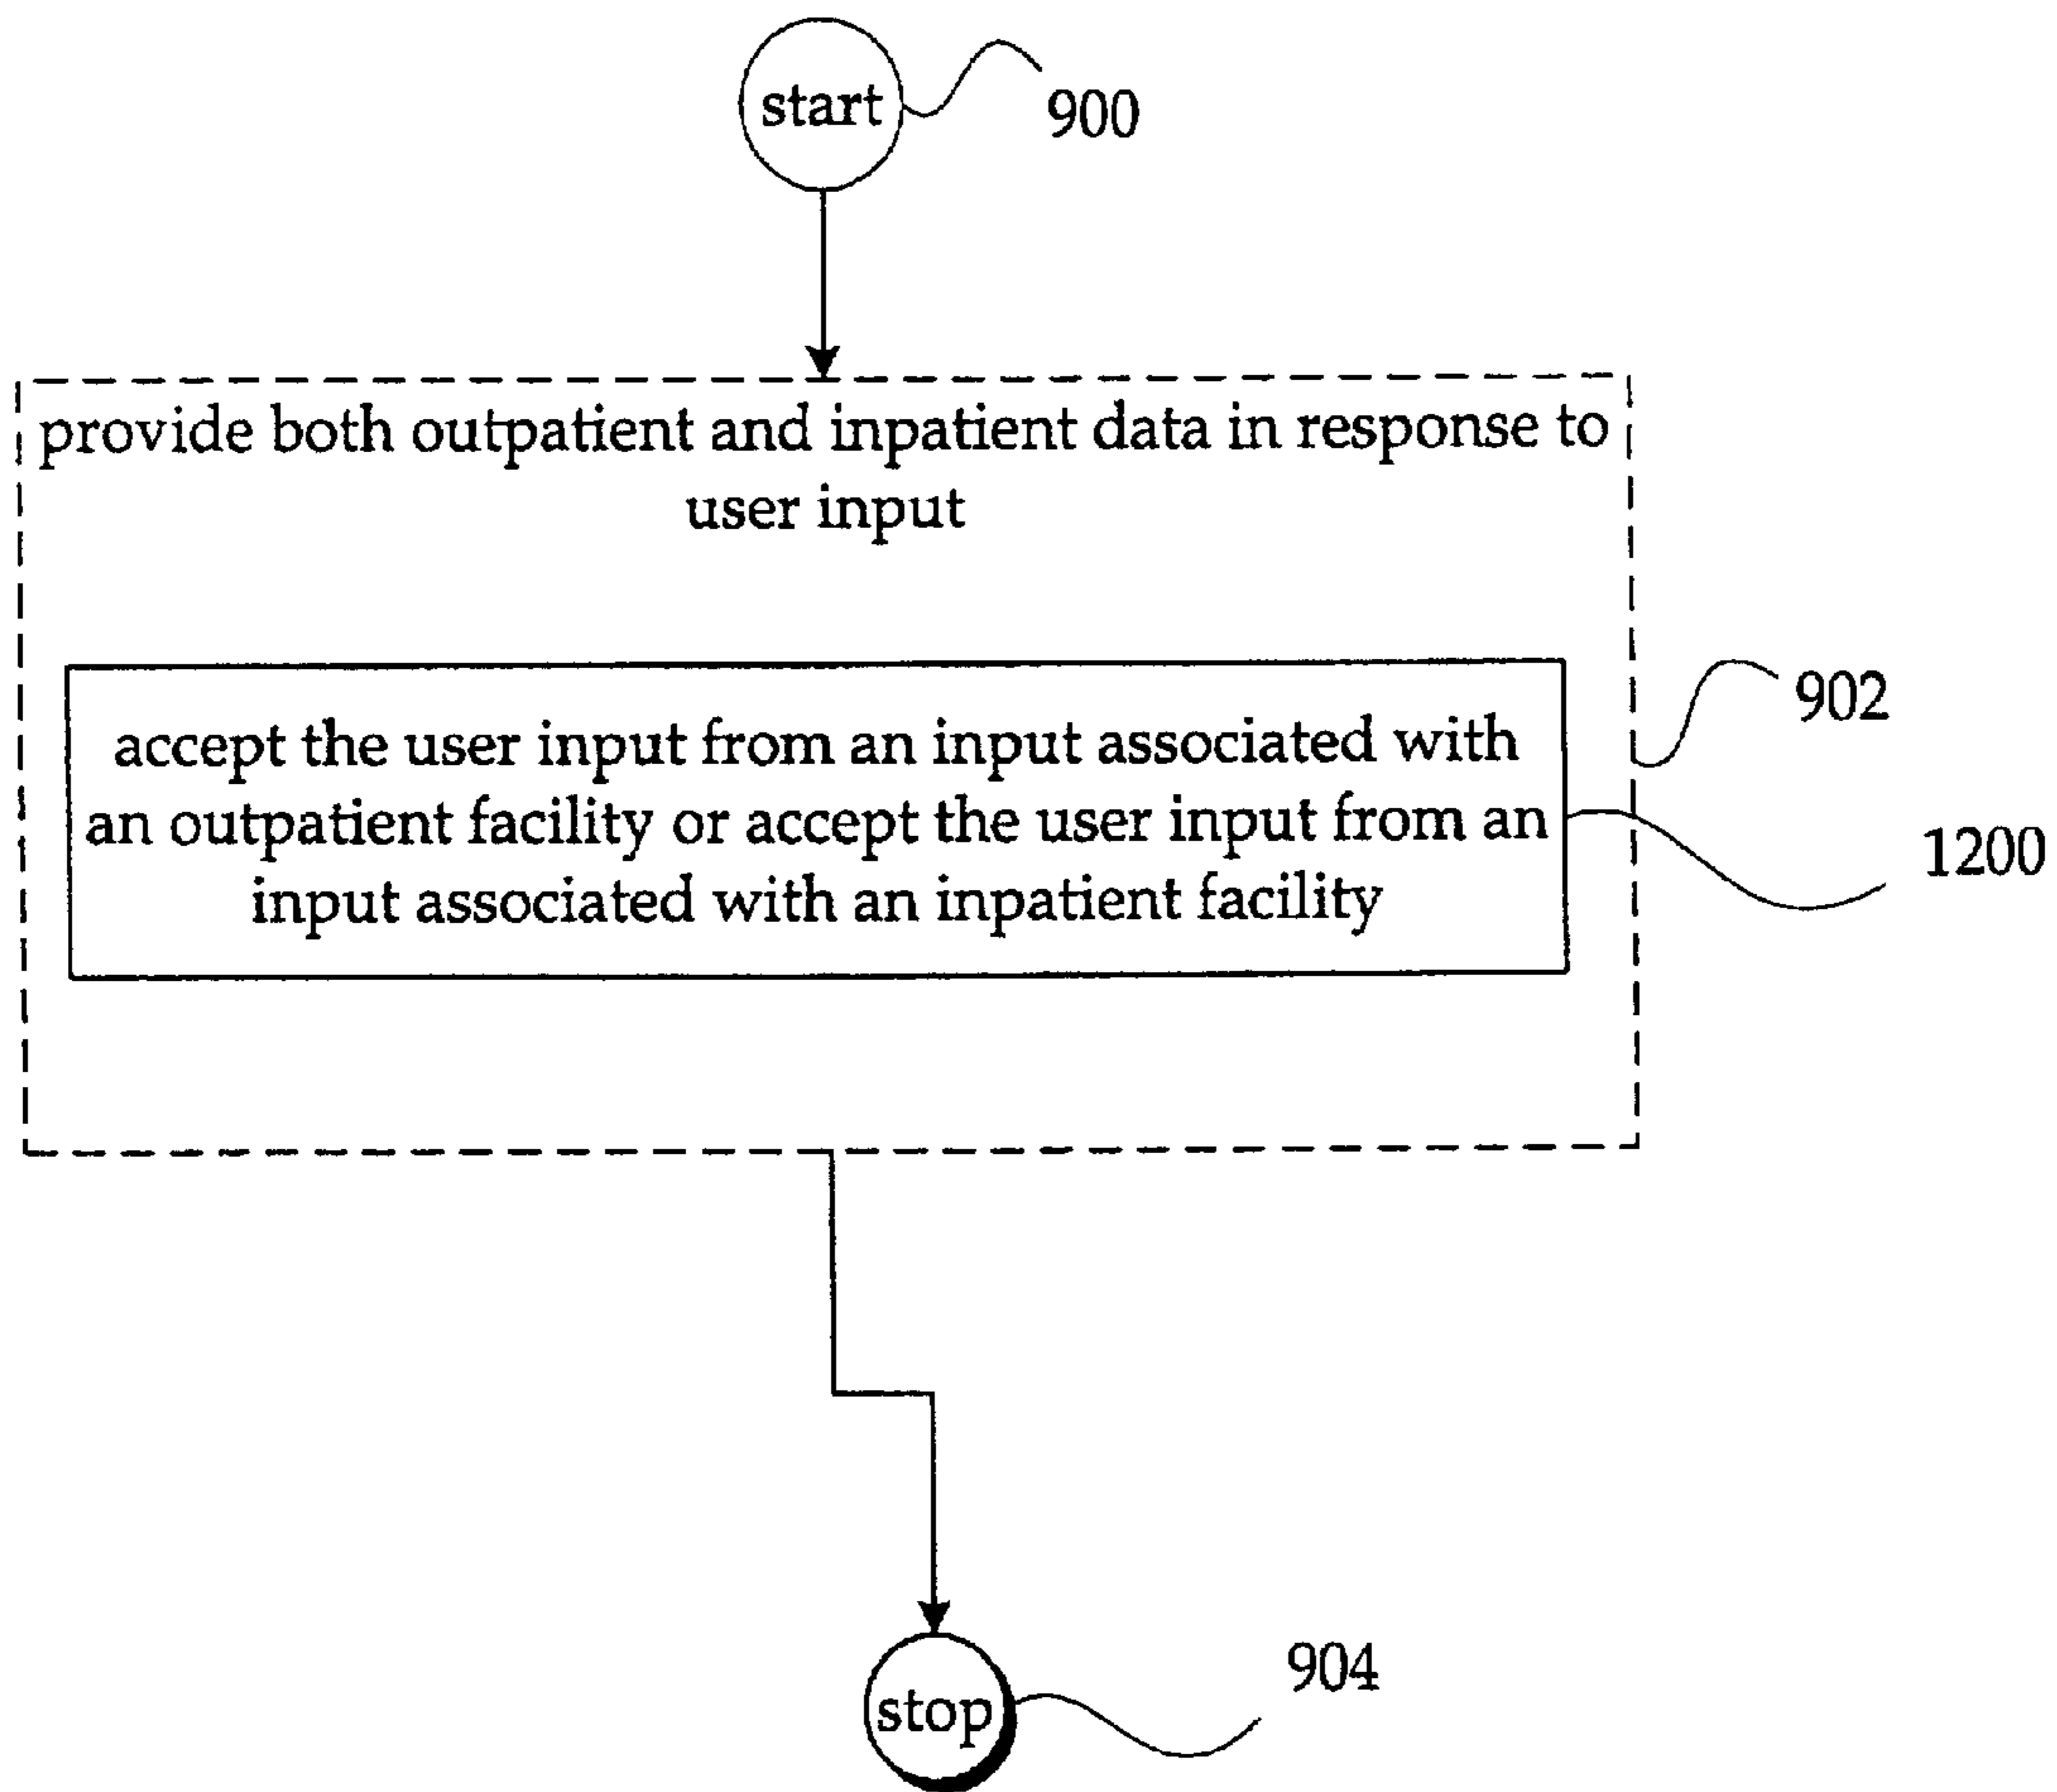 start
900
provide both outpatient and inpatient data in response to
user input
902
accept the user input from an input associated with
an outpatient facility or accept the user input from an
input associated with an inpatient facility
1200
904
stop